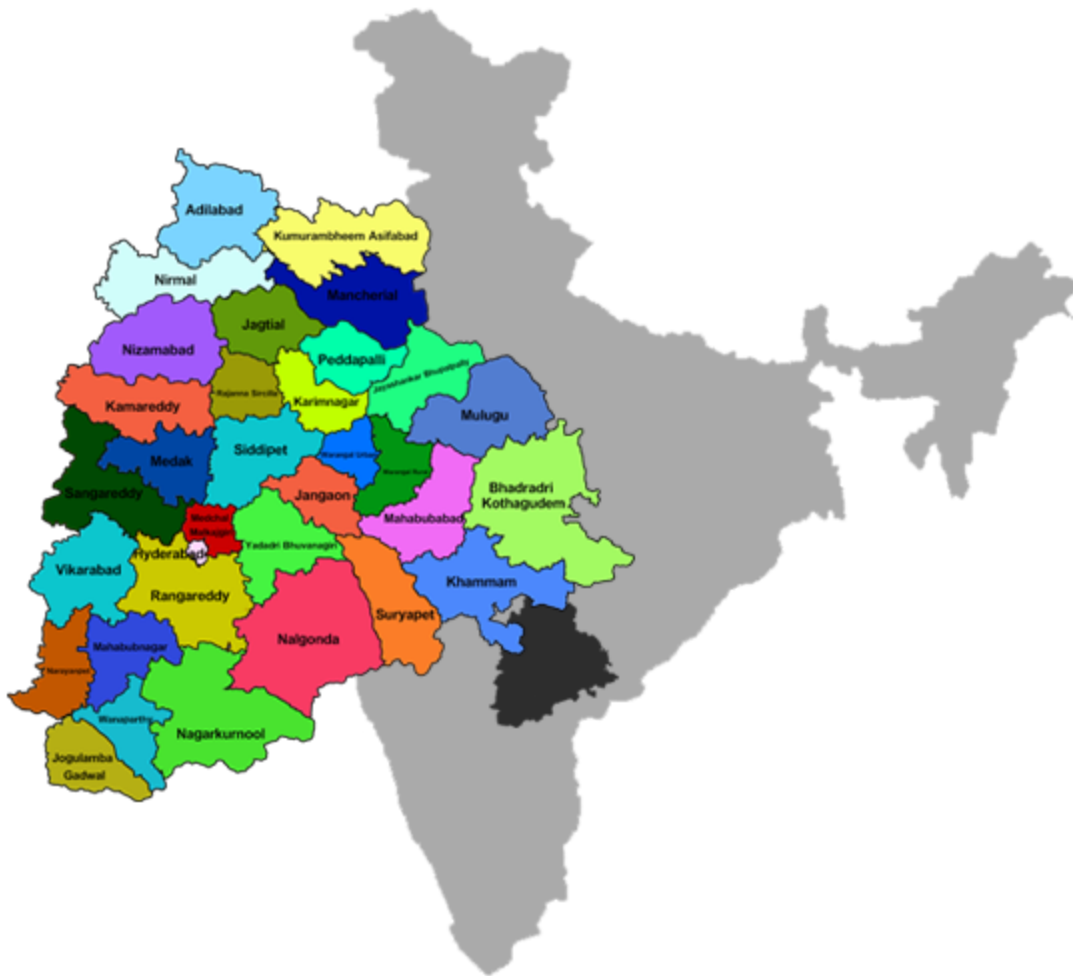 Adilabad
Kumurambheem Asifabad
Nirmal
Mancherial
Jagtial
Nizamabad
Peddapalli
Jayashankar Bhupalpally
Rajanna Sircilla
Karimnagar
Kamareddy
Mulugu
Siddipet
Warangal Urban
Medak
Warangal Rural
Sangareddy
Jangaon
Bhadradri
Kothagudem
Mahabubabad
Medchal
Malkajgiri
Yadadri Bhuvanagiri
Hyderabad
Vikarabad
Khammam
Rangareddy
Suryapet
Nalgonda
Mahabubnagar
Narayanpet
Wanaparthy
Nagarkurnool
Jogulamba
Gadwal